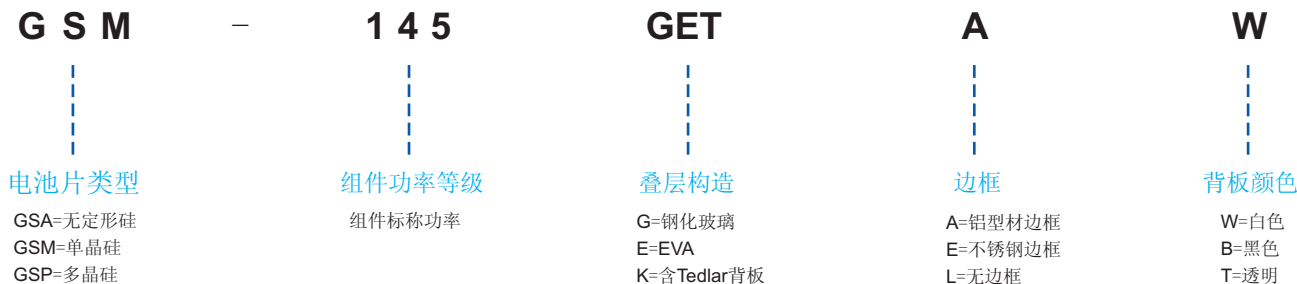 GSM - 145 GET A W
电池片类型 组件功率等级 叠层构造 边框 背板颜色
GSA=无定形硅 组件标称功率 G=钢化玻璃 A=铝型材边框 W=白色
GSM=单晶硅 E=EVA E=不锈钢边框 B=黑色
GSP=多晶硅 K=含Tedlar背板 L=无边框 T=透明